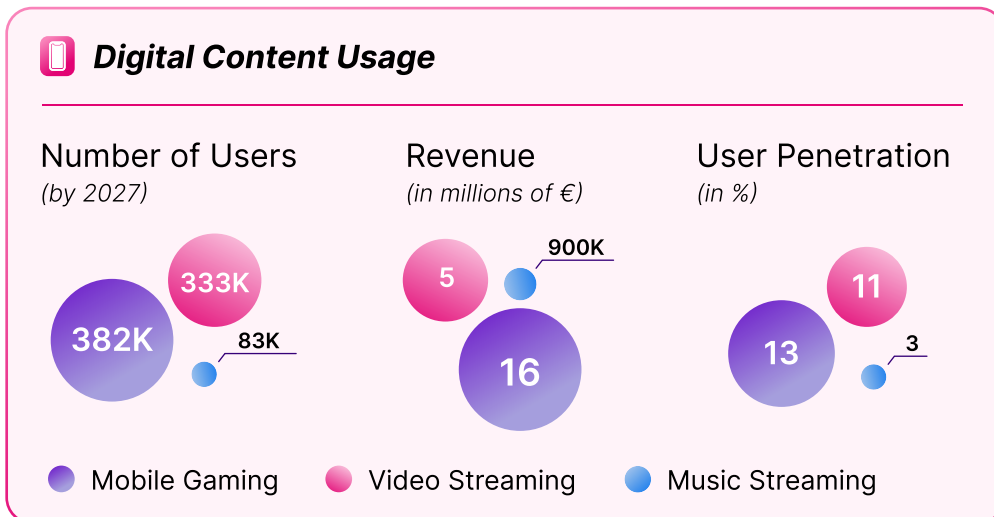 Digital Content Usage
Number of Users
(by 2027)
382K
333K
83K
Revenue
(in millions of €)
5
900K
16
User Penetration
(in %)
13
11
3
Mobile Gaming
Video Streaming
Music Streaming